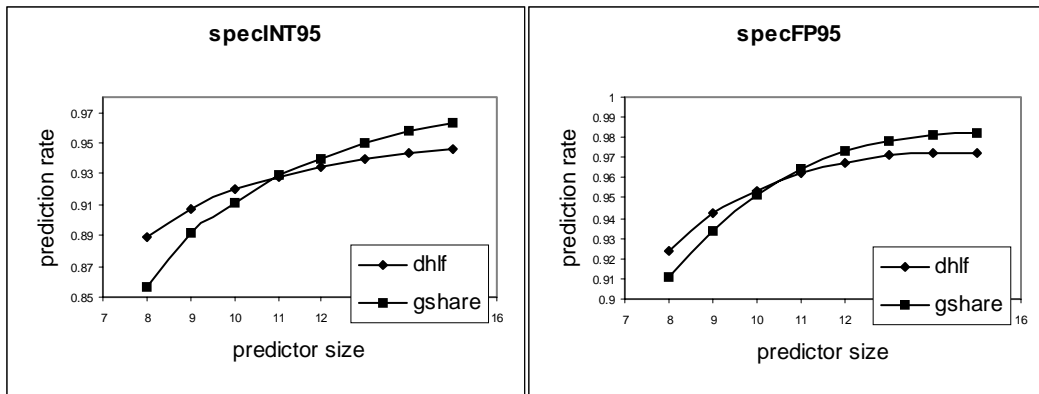 specINT95
prediction rate
0.97
0.95
0.93
0.91
0.89
0.87
0.85
7 8 9 10 11 12 16
predictor size
dhlf
gshare
specFP95
prediction rate
1
0.99
0.98
0.97
0.96
0.95
0.94
0.93
0.92
0.91
0.9
7 8 9 10 11 12 16
predictor size
dhlf
gshare